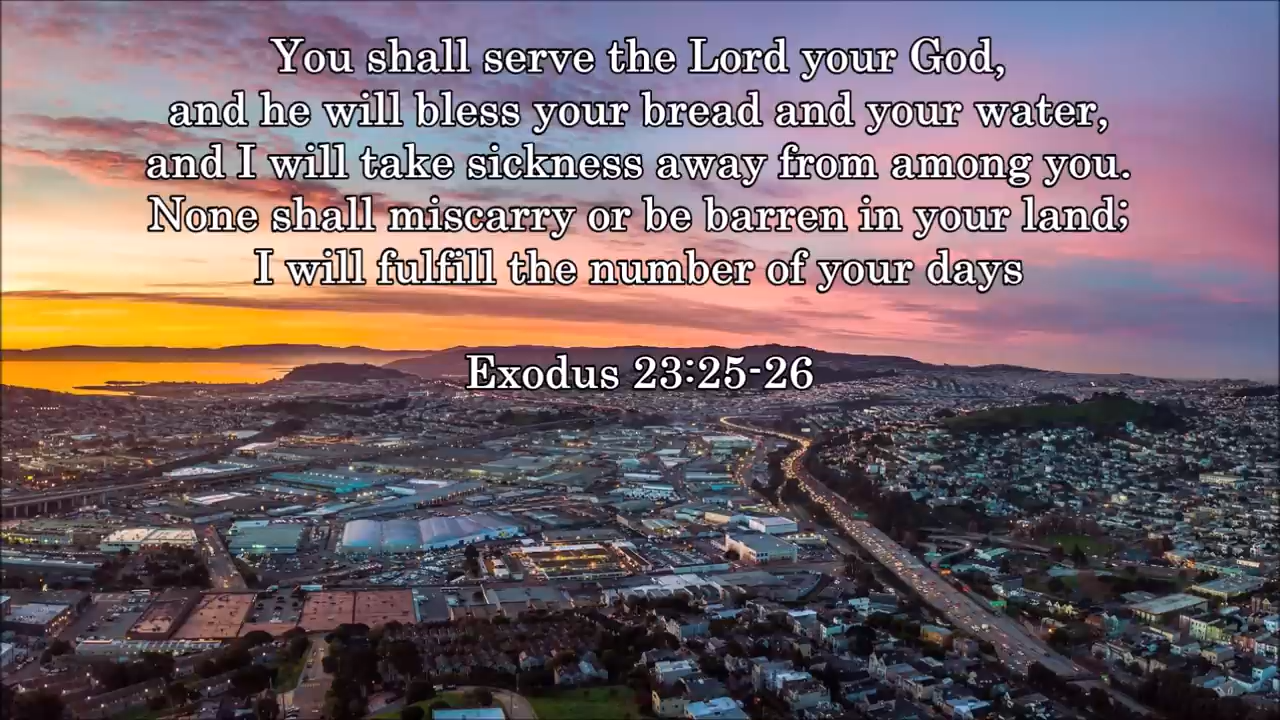 You shall serve the Lord your God,
and he will bless your bread and your water,
and I will take sickness away from among you.
None shall miscarry or be barren in your land;
I will fulfill the number of your days
Exodus 23:25-26